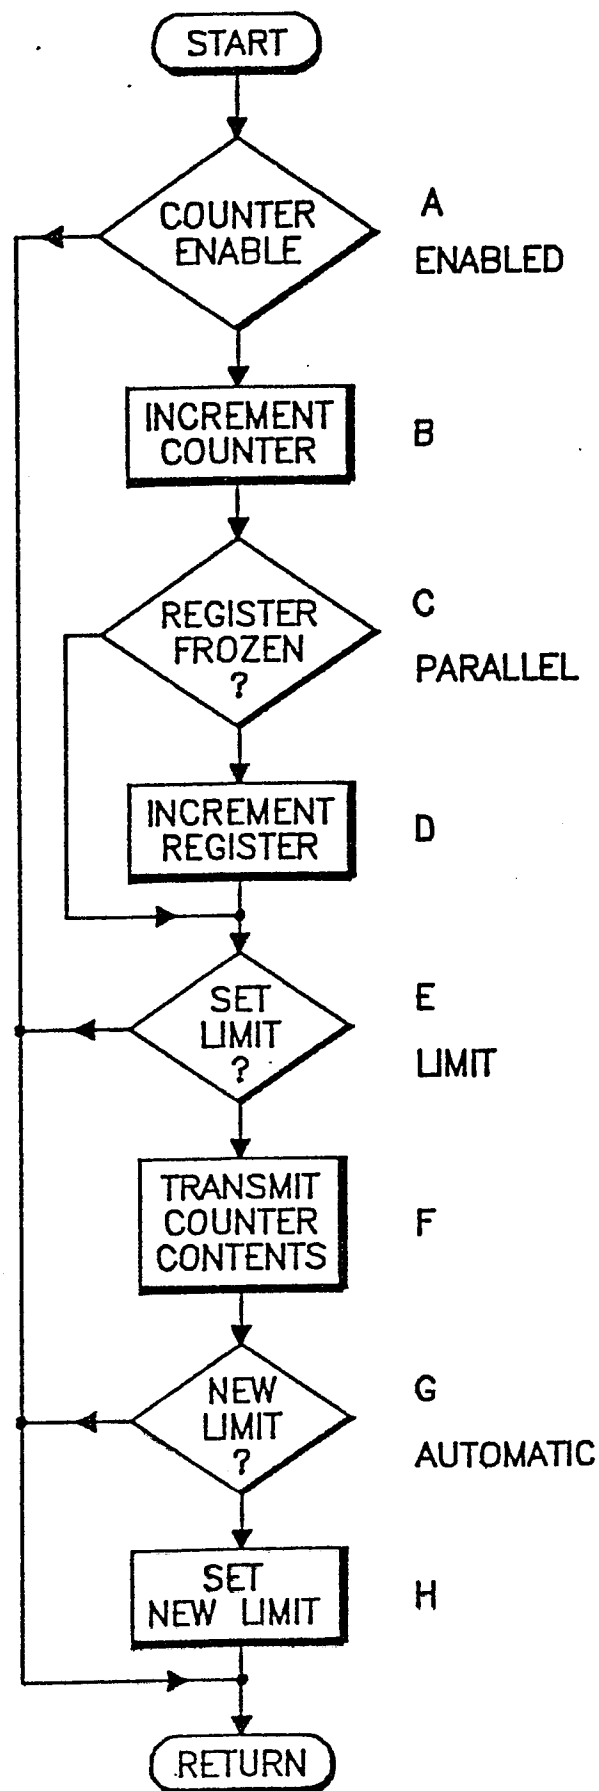 START
COUNTER
ENABLE
A
ENABLED
INCREMENT
COUNTER
B
REGISTER
FROZEN
?
C
PARALLEL
INCREMENT
REGISTER
D
SET
LIMIT
?
E
LIMIT
TRANSMIT
COUNTER
CONTENTS
F
NEW
LIMIT
?
G
AUTOMATIC
SET
NEW LIMIT
H
RETURN